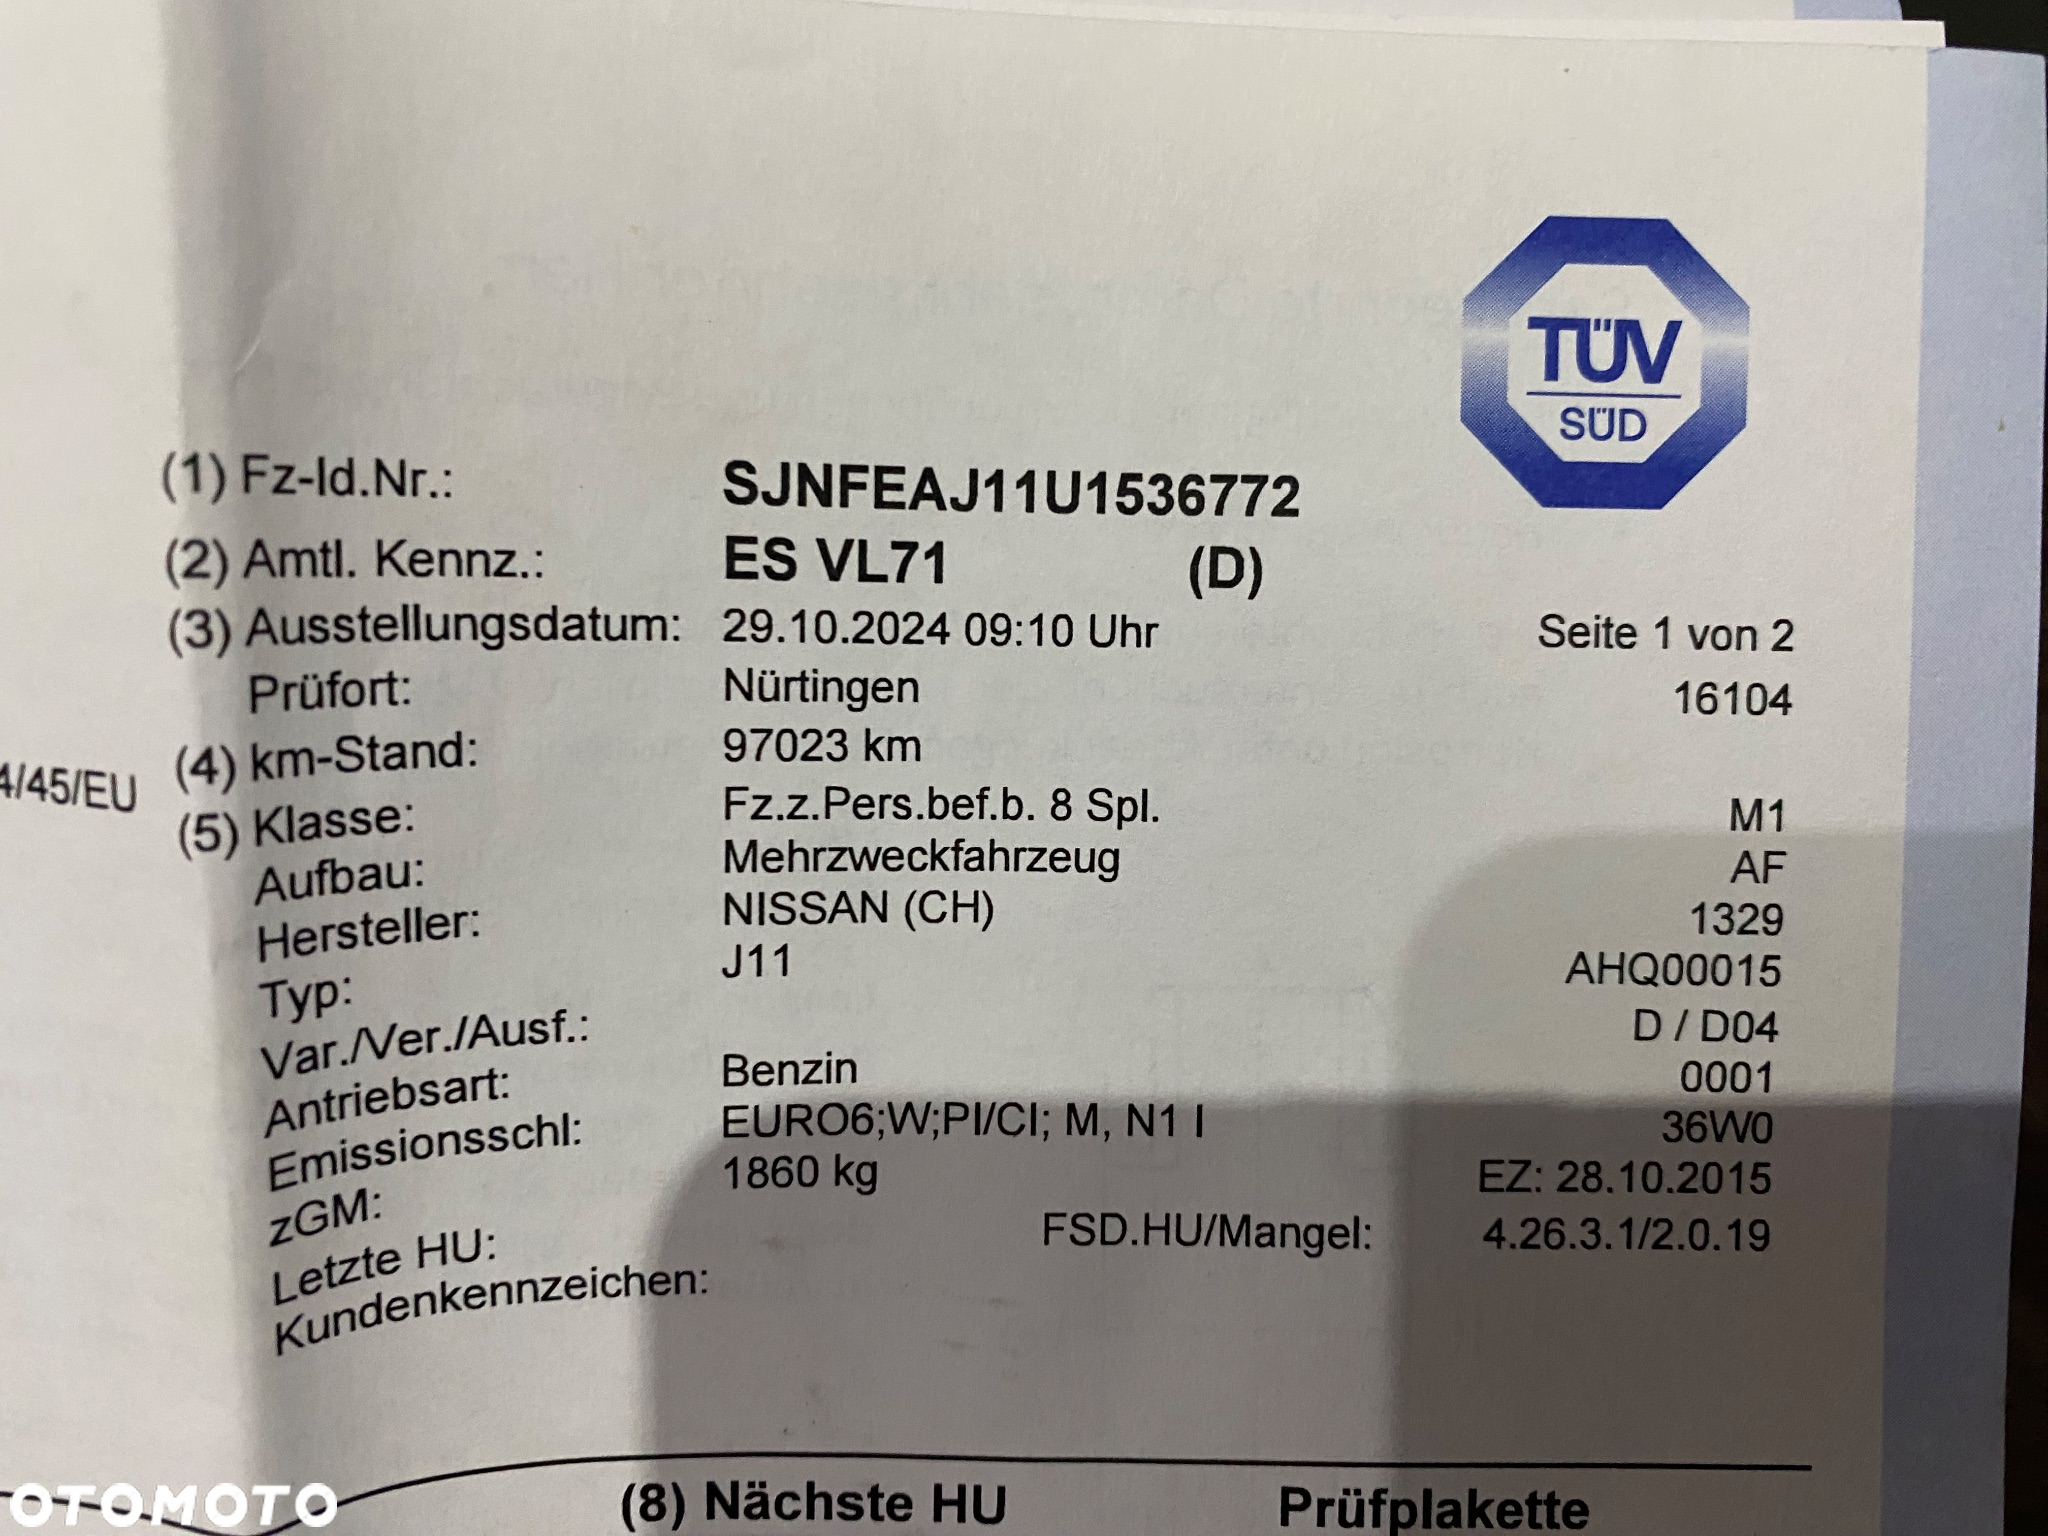 TÜV
SÜD
(1) Fz-Id.Nr.: SJNFEAJ11U1536772
(2) Amtl. Kennz.: ES VL71 (D)
(3) Ausstellungsdatum: 29.10.2024 09:10 Uhr Seite 1 von 2
Prüfort: Nürtingen 16104
(4) km-Stand: 97023 km
4/45/EU
(5) Klasse: Fz.z.Pers.bef.b. 8 Spl. M1
Aufbau: Mehrzweckfahrzeug AF
Hersteller: NISSAN (CH) 1329
Typ: J11 AHQ00015
Var./Ver./Ausf.: D / D04
Antriebsart: Benzin 0001
Emissionsschl: EURO6;W;PI/CI; M, N1 I 36W0
zGM: 1860 kg EZ: 28.10.2015
Letzte HU: FSD.HU/Mangel: 4.26.3.1/2.0.19
Kundenkennzeichen:
(8) Nächste HU Prüfplakette
OTOMOTO